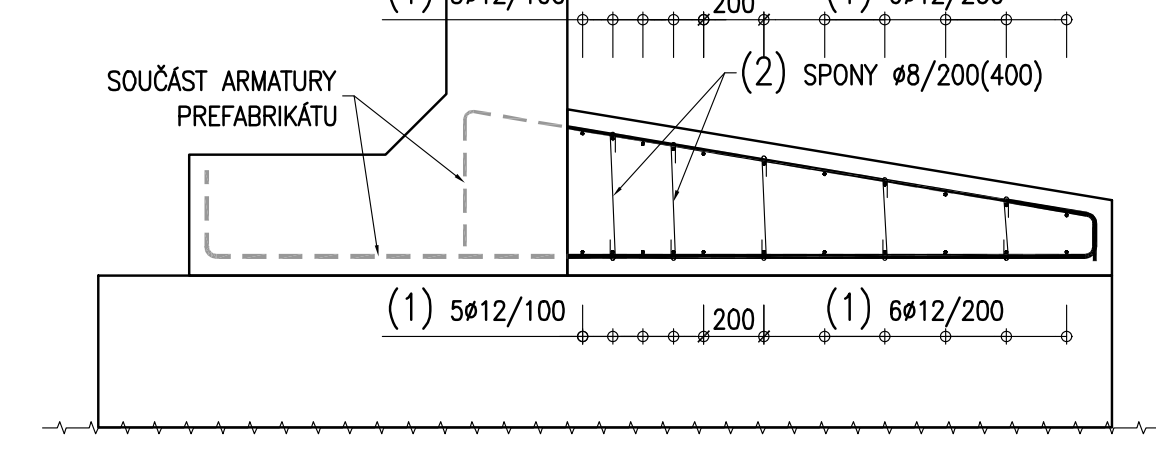 200
SOUČÁST ARMATURY
PREFABRIKÁTU
(2) SPONY ø8/200(400)
(1) 5ø12/100
200
(1) 6ø12/200